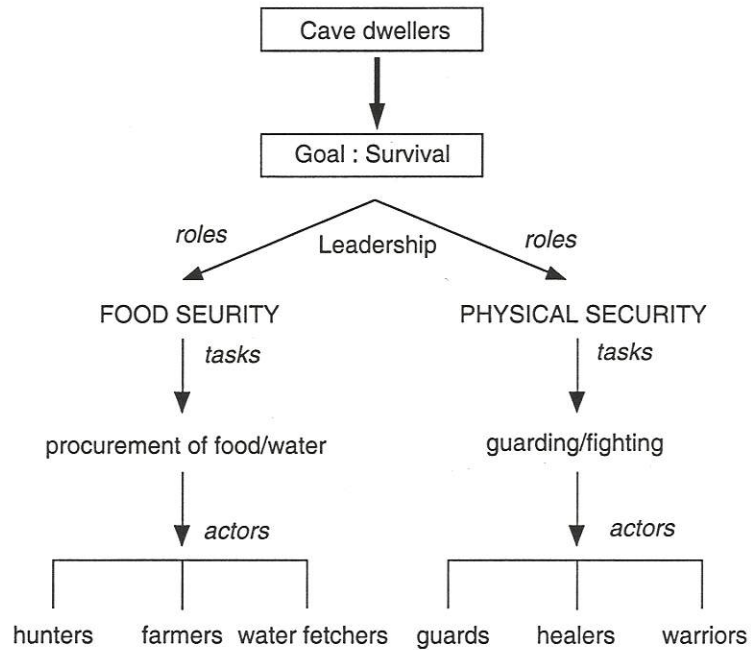 Cave dwellers
Goal : Survival
roles
Leadership
roles
FOOD SEURITY
PHYSICAL SECURITY
tasks
tasks
procurement of food/water
guarding/fighting
actors
actors
hunters
farmers
water fetchers
guards
healers
warriors